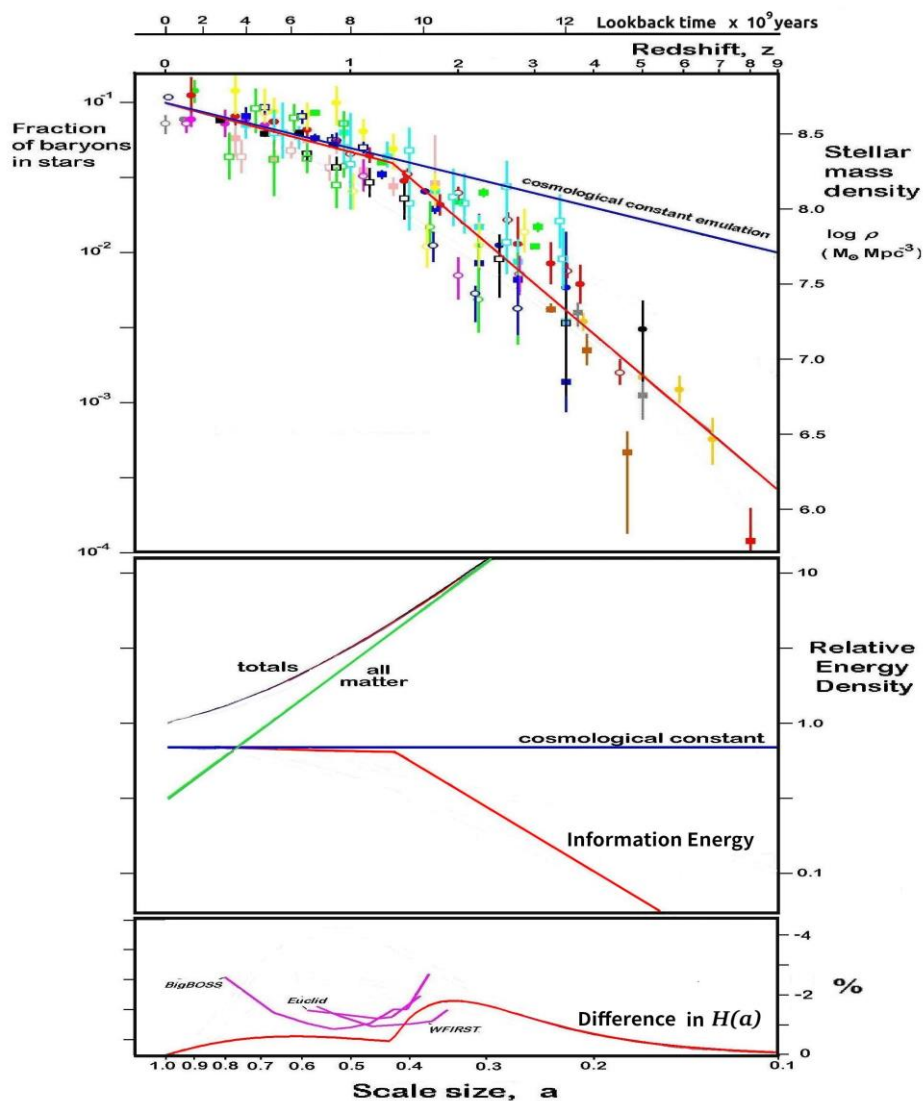 0 2 4 6 8 10 12 Lookback time x 10⁹ years
Redshift, z
0 1 2 3 4 5 6 7 8 9
Fraction
of baryons
in stars
10⁻¹
10⁻²
10⁻³
10⁻⁴
cosmological constant emulation
8.5
8.0
7.5
7.0
6.5
6.0
Stellar
mass
density
log ρ
( M⊙ Mpc⁻³ )
totals
all
matter
cosmological constant
Information Energy
10
1.0
0.1
Relative
Energy
Density
BigBOSS
Euclid
WFIRST
Difference in H(a)
-4
-2
0
%
1.0 0.9 0.8 0.7 0.6 0.5 0.4 0.3 0.2 0.1
Scale size, a